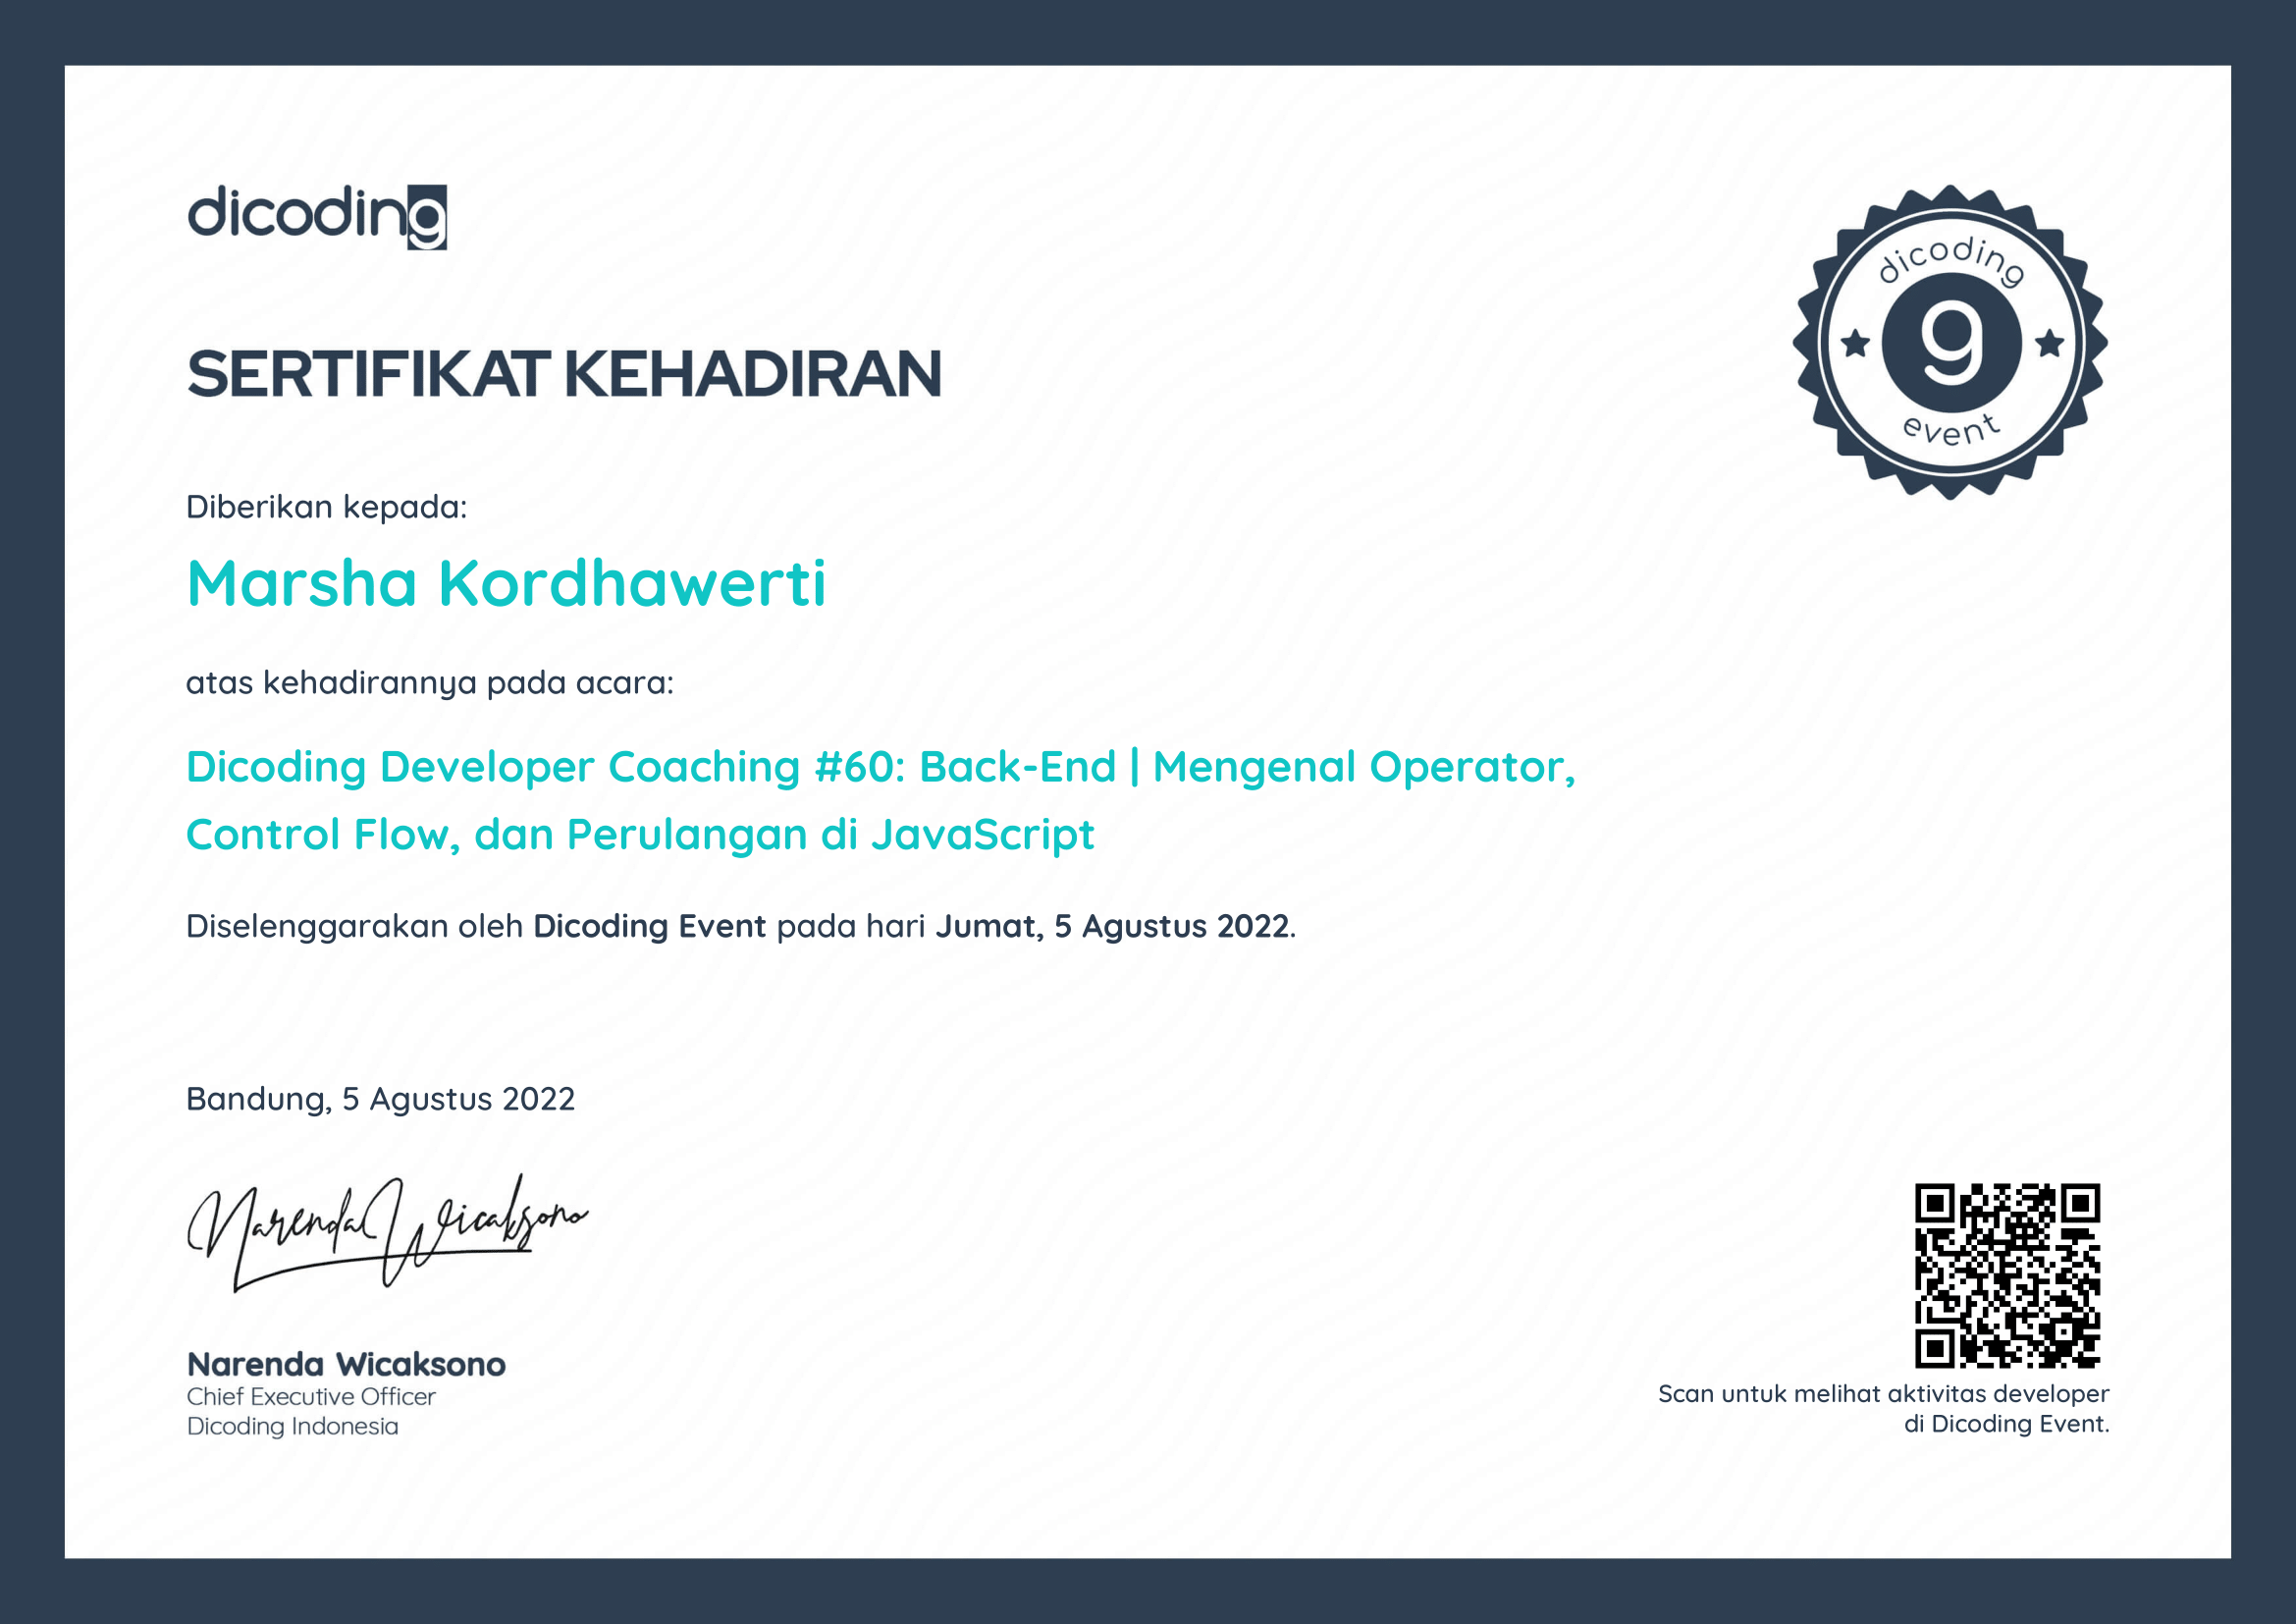 dicoding
SERTIFIKAT KEHADIRAN
dicoding
g
event
Diberikan kepada:
Marsha Kordhawerti
atas kehadirannya pada acara:
Dicoding Developer Coaching #60: Back-End | Mengenal Operator,
Control Flow, dan Perulangan di JavaScript
Diselenggarakan oleh Dicoding Event pada hari Jumat, 5 Agustus 2022.
Bandung, 5 Agustus 2022
Narenda Wicaksono
Narenda Wicaksono
Chief Executive Officer
Dicoding Indonesia
Scan untuk melihat aktivitas developer
di Dicoding Event.